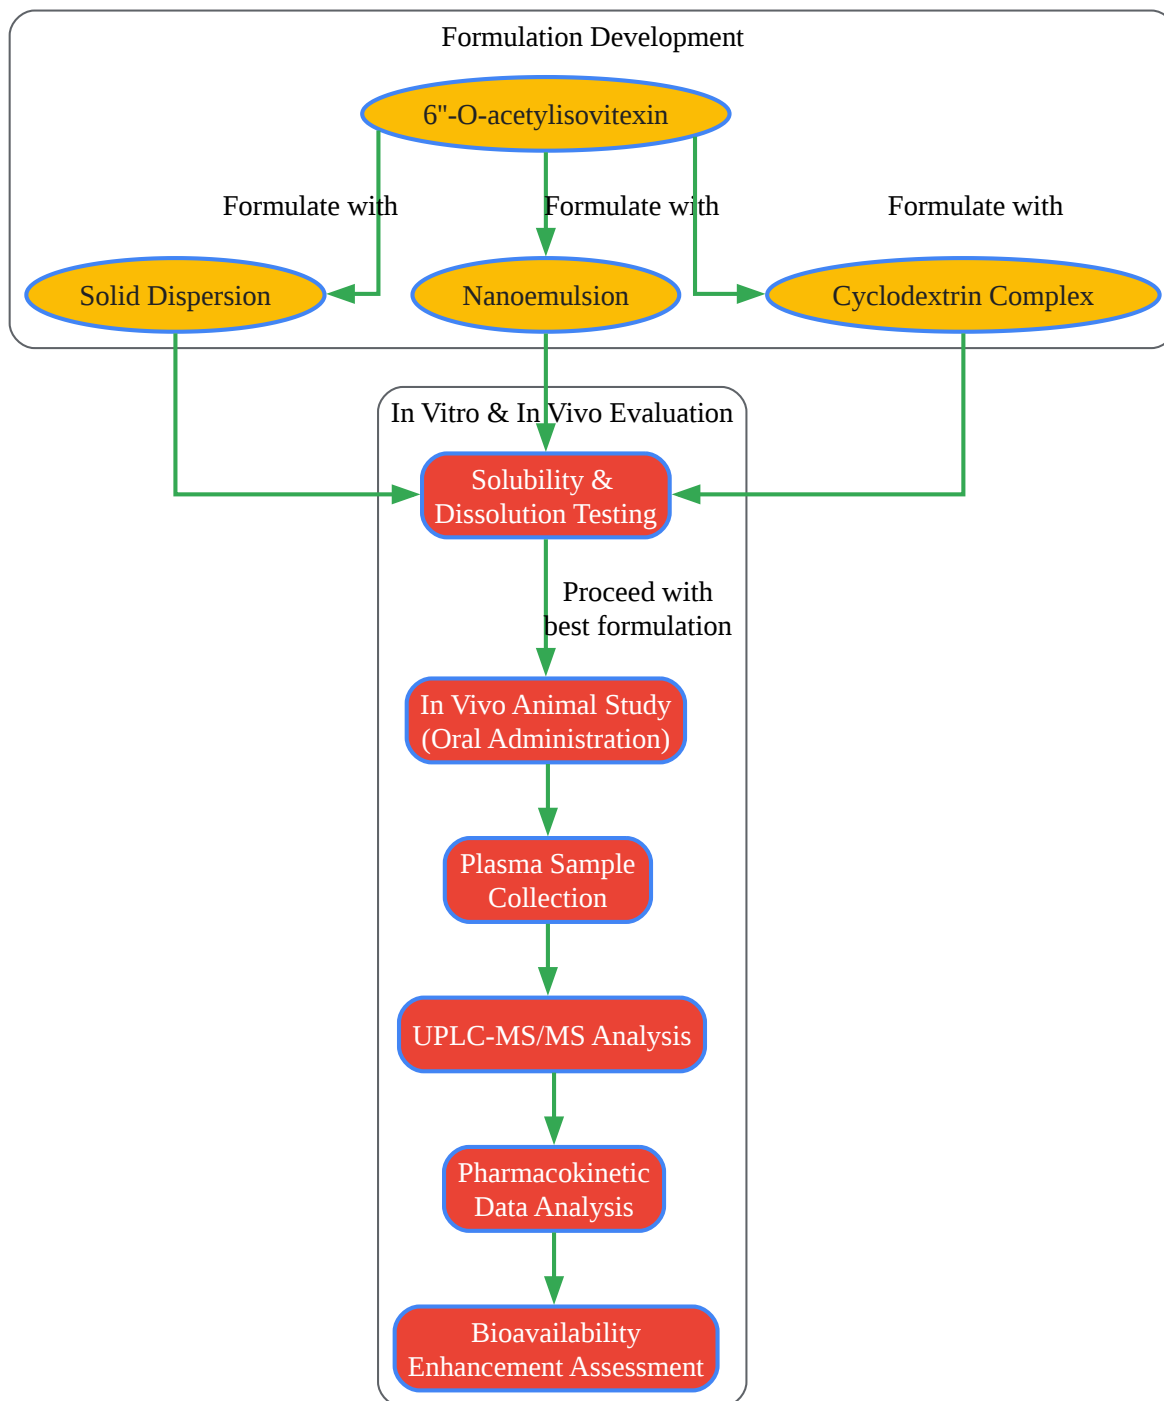 Formulation Development
6''-O-acetylisovitexin
Formulate with
Formulate with
Formulate with
Solid Dispersion
Nanoemulsion
Cyclodextrin Complex
In Vitro & In Vivo Evaluation
Solubility &
Dissolution Testing
Proceed with
best formulation
In Vivo Animal Study
(Oral Administration)
Plasma Sample
Collection
UPLC-MS/MS Analysis
Pharmacokinetic
Data Analysis
Bioavailability
Enhancement Assessment